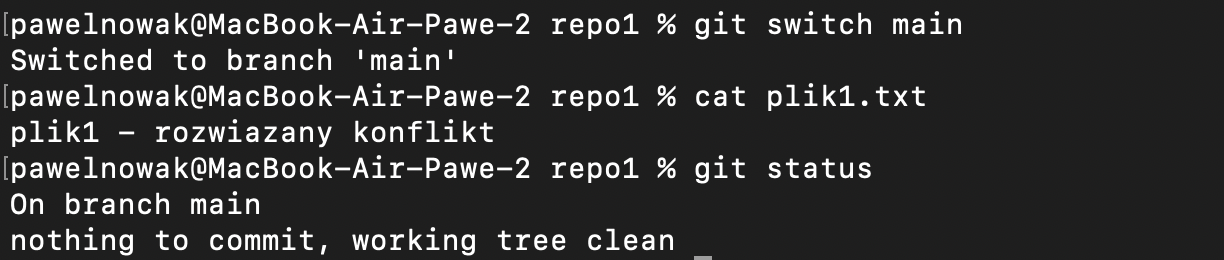 [pawelnowak@MacBook-Air-Pawe-2 repo1 % git switch main
Switched to branch 'main'
[pawelnowak@MacBook-Air-Pawe-2 repo1 % cat plik1.txt
plik1 - rozwiazany konflikt
[pawelnowak@MacBook-Air-Pawe-2 repo1 % git status
On branch main
nothing to commit, working tree clean